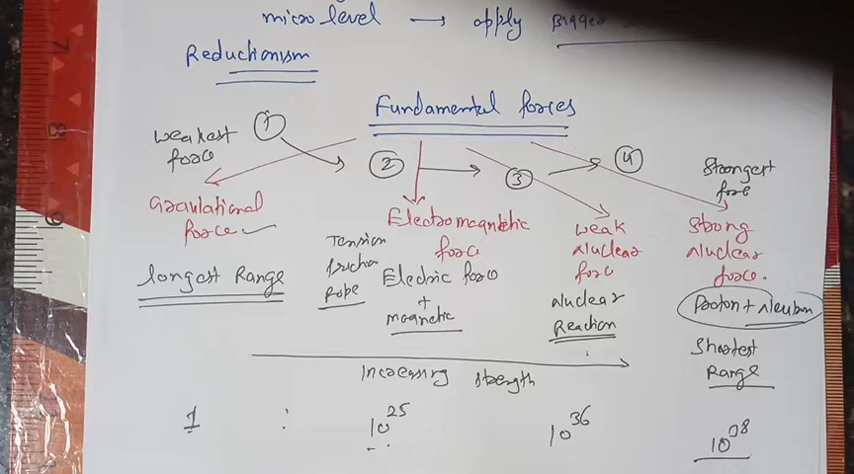 micro level → apply Bigger
Reductionism
Fundamental forces
weakest force ① ② ③ ④ Strongest fore
Gravitational force
Electromagnetic force
weak Nuclear force
Strong Nuclear force.
longest Range
Tension friction Rope
Electric force + magnetic
Nuclear Reaction
Proton + Neutron
Shortest Range
Increasing strength
1 : 10^25 10^36 10^38